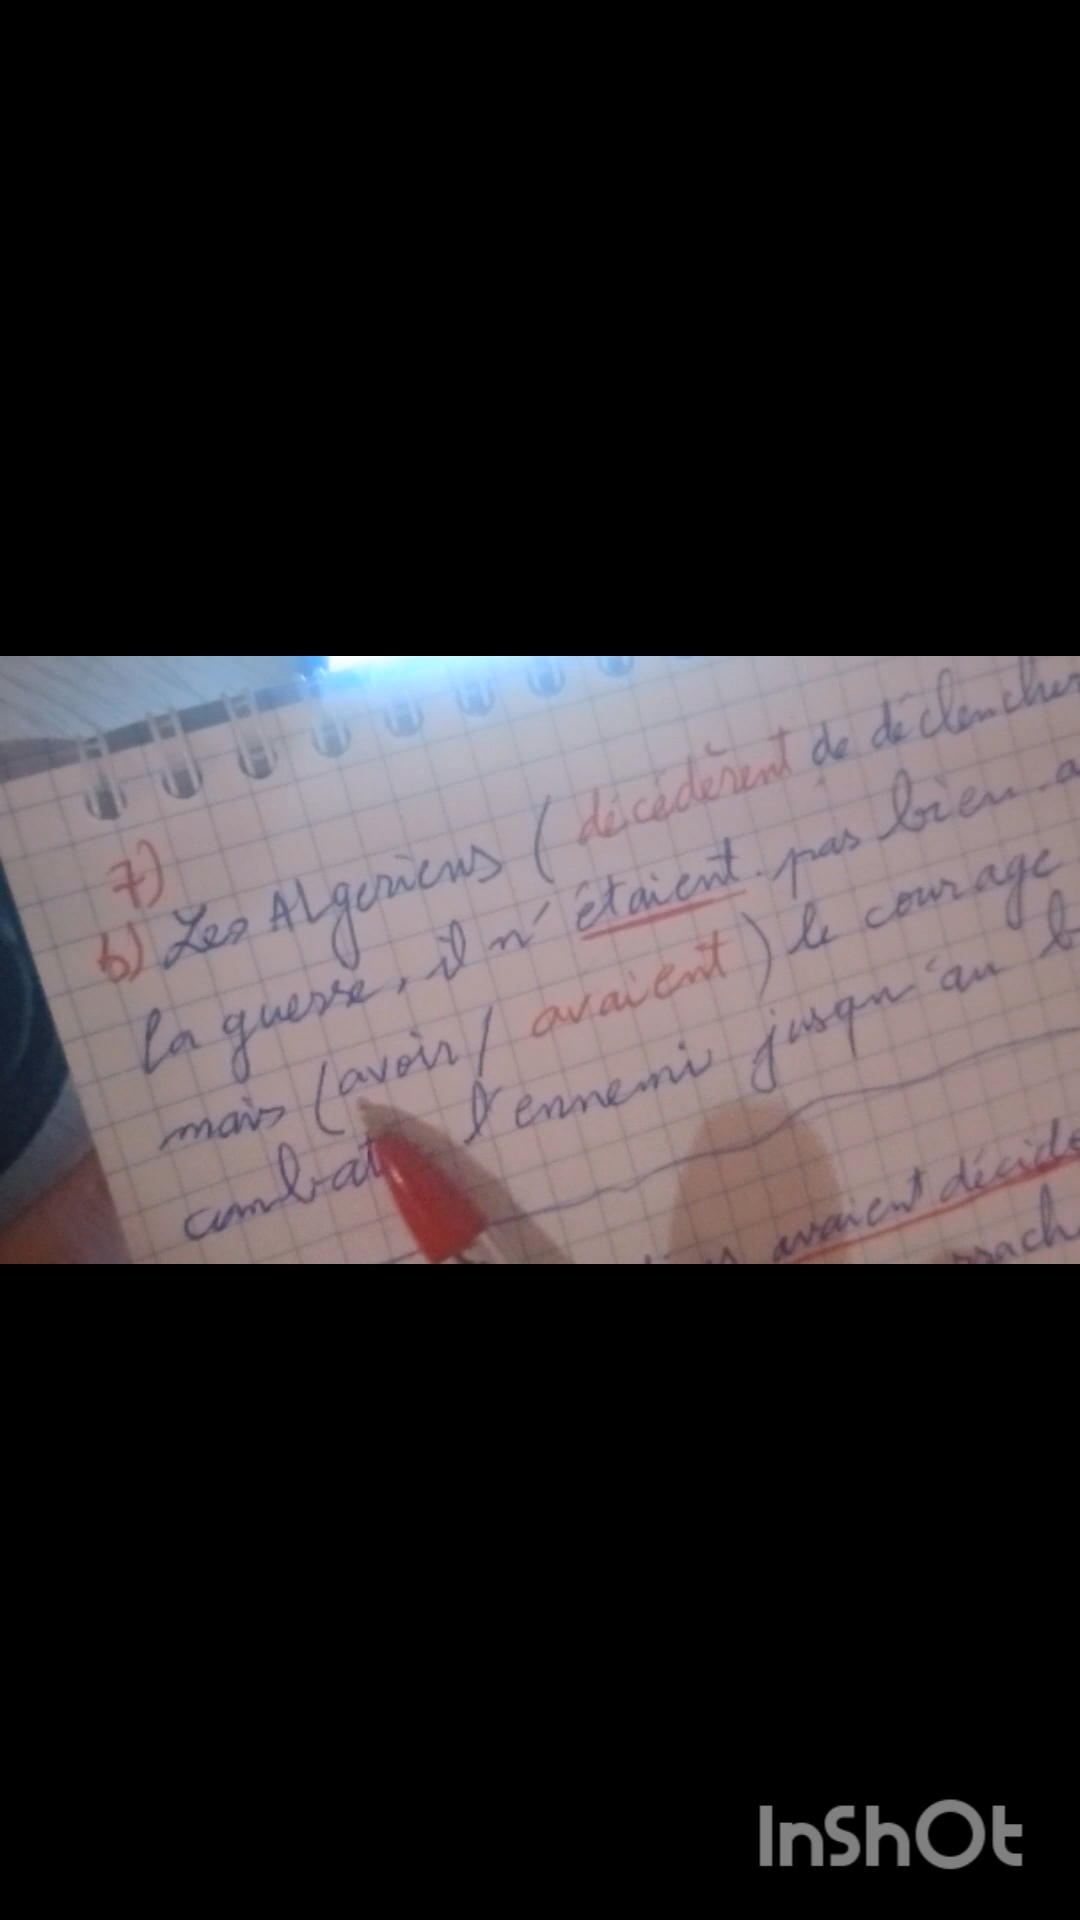 7)
b) Les Algeriens ( décédèrent de déclencher
la guerre, il n'étaient pas bien a
mais (avoir / avaient) le courage
combat l'ennemi jusqu'au b
avaient décidé
InShOt